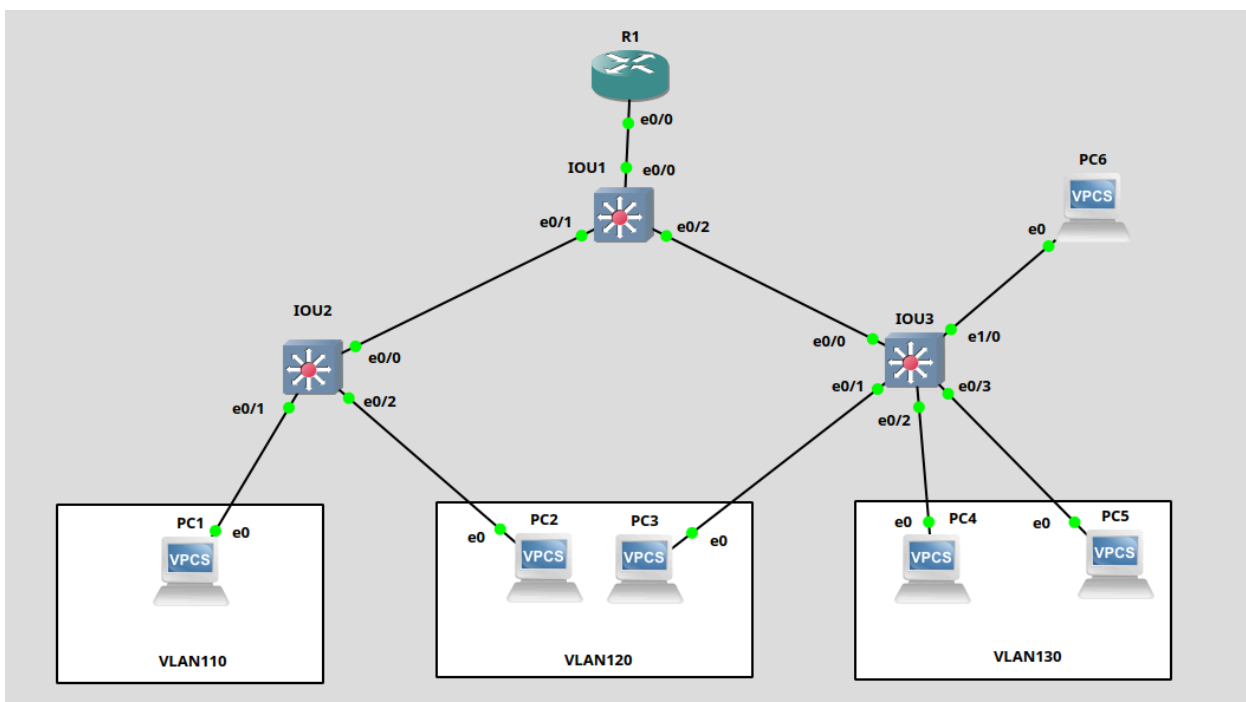 R1
e0/0
IOU1
e0/0
PC6
VPCS
e0/1
e0/2
e0
IOU2
IOU3
e0/0
e1/0
e0/0
e0/1
e0/3
e0/1
e0/2
e0/2
PC1
e0
VPCS
VLAN110
PC2
e0
VPCS
PC3
e0
VPCS
VLAN120
e0
PC4
VPCS
e0
PC5
VPCS
VLAN130